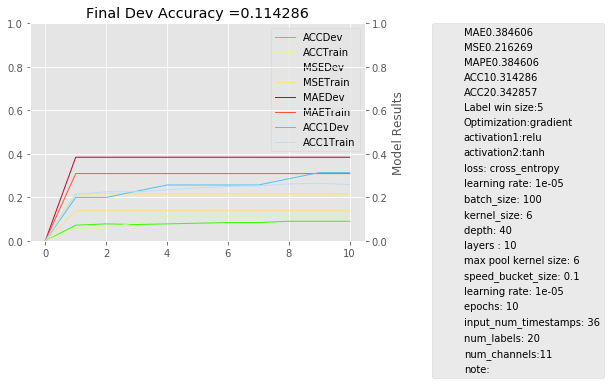 Final Dev Accuracy =0.114286
1.0
0.8
0.6
0.4
0.2
0.0
0
2
4
6
8
10
ACCDev
ACCTrain
MSEDev
MSETrain
MAEDev
MAETrain
ACC1Dev
ACC1Train
1.0
0.8
0.6
0.4
0.2
0.0
Model Results
MAE0.384606
MSE0.216269
MAPE0.384606
ACC10.314286
ACC20.342857
Label win size:5
Optimization:gradient
activation1:relu
activation2:tanh
loss: cross_entropy
learning rate: 1e-05
batch_size: 100
kernel_size: 6
depth: 40
layers : 10
max pool kernel size: 6
speed_bucket_size: 0.1
learning rate: 1e-05
epochs: 10
input_num_timestamps: 36
num_labels: 20
num_channels:11
note: